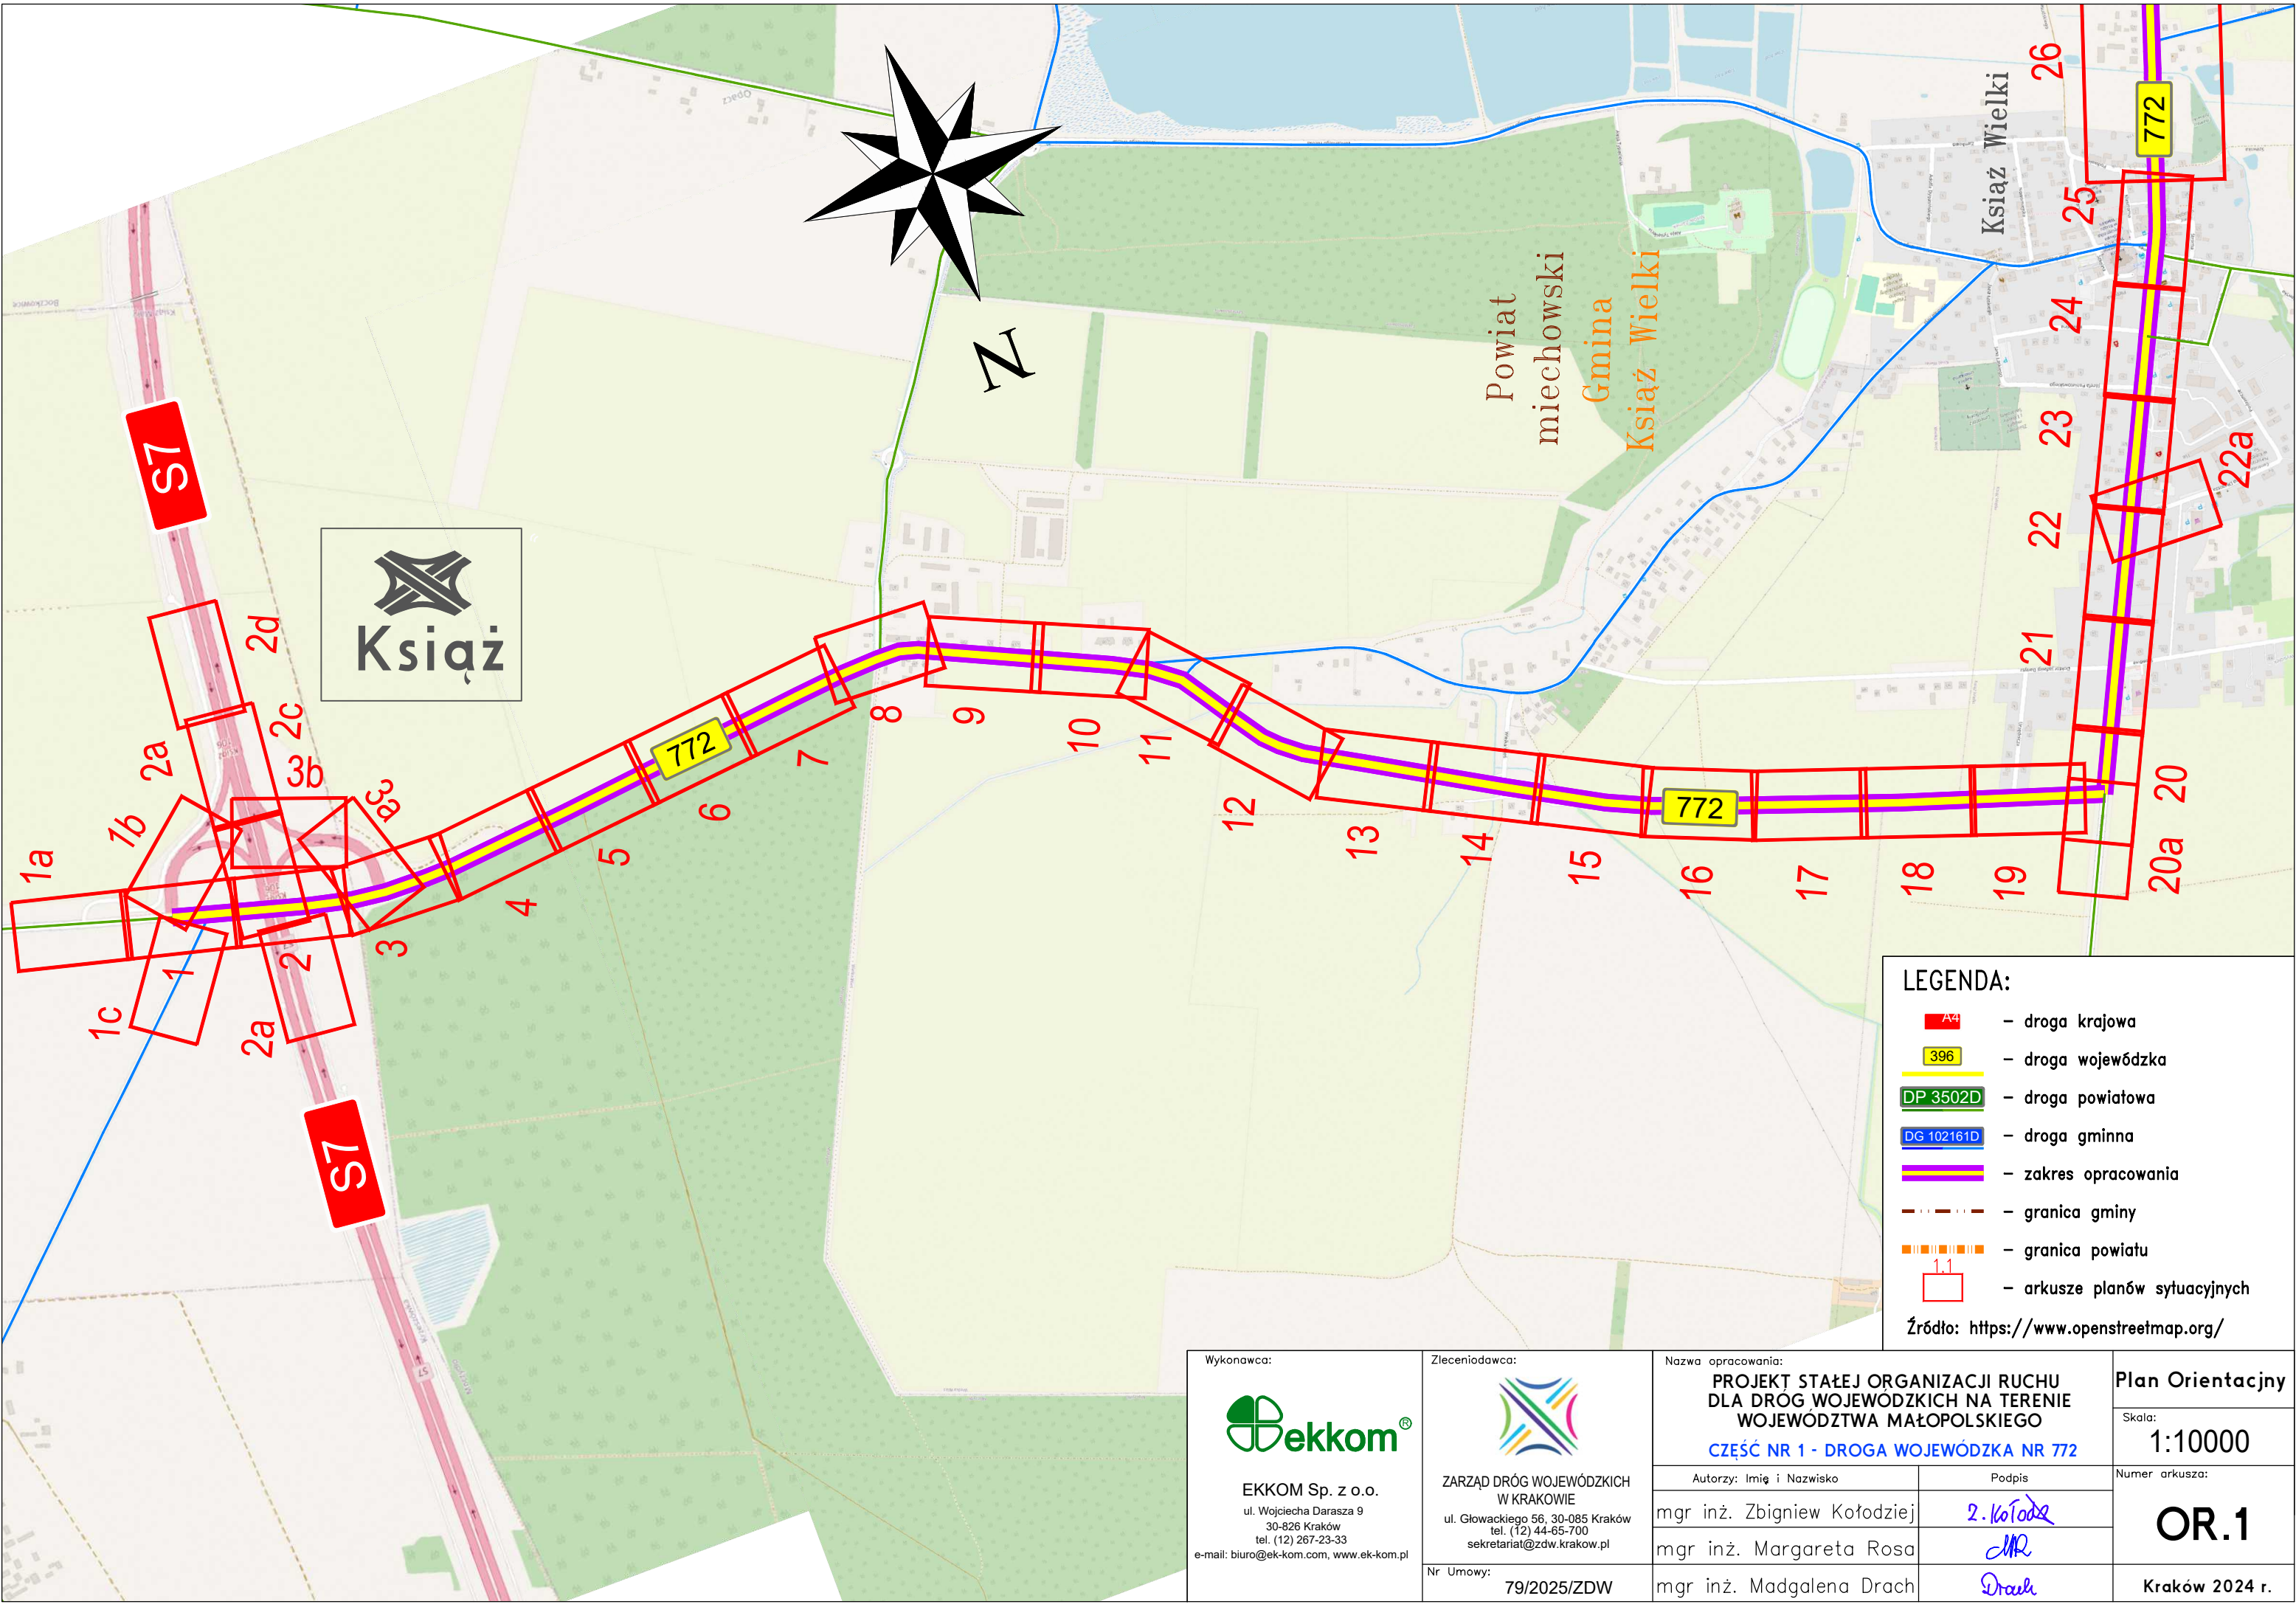 S7
Książ
S7
1a
1b
1c
1
2
2a
2a
2c
2d
3b
3a
3
4
5
6
7
8
9
10
11
12
13
14
15
16
17
18
19
20
20a
21
22
22a
23
24
25
26
772
772
772
N
Opacz
Boczkowice
Powiat
miechowski
Gmina
Książ Wielki
Książ Wielki
LEGENDA:
A4 – droga krajowa
396 – droga wojewódzka
DP 3502D – droga powiatowa
DG 102161D – droga gminna
– zakres opracowania
– granica gminy
– granica powiatu
1.1 – arkusze planów sytuacyjnych
Źródło: https://www.openstreetmap.org/
Wykonawca:
ekkom®
EKKOM Sp. z o.o.
ul. Wojciecha Darasza 9
30-826 Kraków
tel. (12) 267-23-33
e-mail: biuro@ek-kom.com, www.ek-kom.pl
Zleceniodawca:
ZARZĄD DRÓG WOJEWÓDZKICH
W KRAKOWIE
ul. Głowackiego 56, 30-085 Kraków
tel. (12) 44-65-700
sekretariat@zdw.krakow.pl
Nr Umowy:
79/2025/ZDW
Nazwa opracowania:
PROJEKT STAŁEJ ORGANIZACJI RUCHU
DLA DRÓG WOJEWÓDZKICH NA TERENIE
WOJEWÓDZTWA MAŁOPOLSKIEGO
CZĘŚĆ NR 1 - DROGA WOJEWÓDZKA NR 772
Autorzy: Imię i Nazwisko
Podpis
mgr inż. Zbigniew Kołodziej
mgr inż. Margareta Rosa
mgr inż. Madgalena Drach
Drach
Plan Orientacjny
Skala:
1:10000
Numer arkusza:
OR.1
Kraków 2024 r.